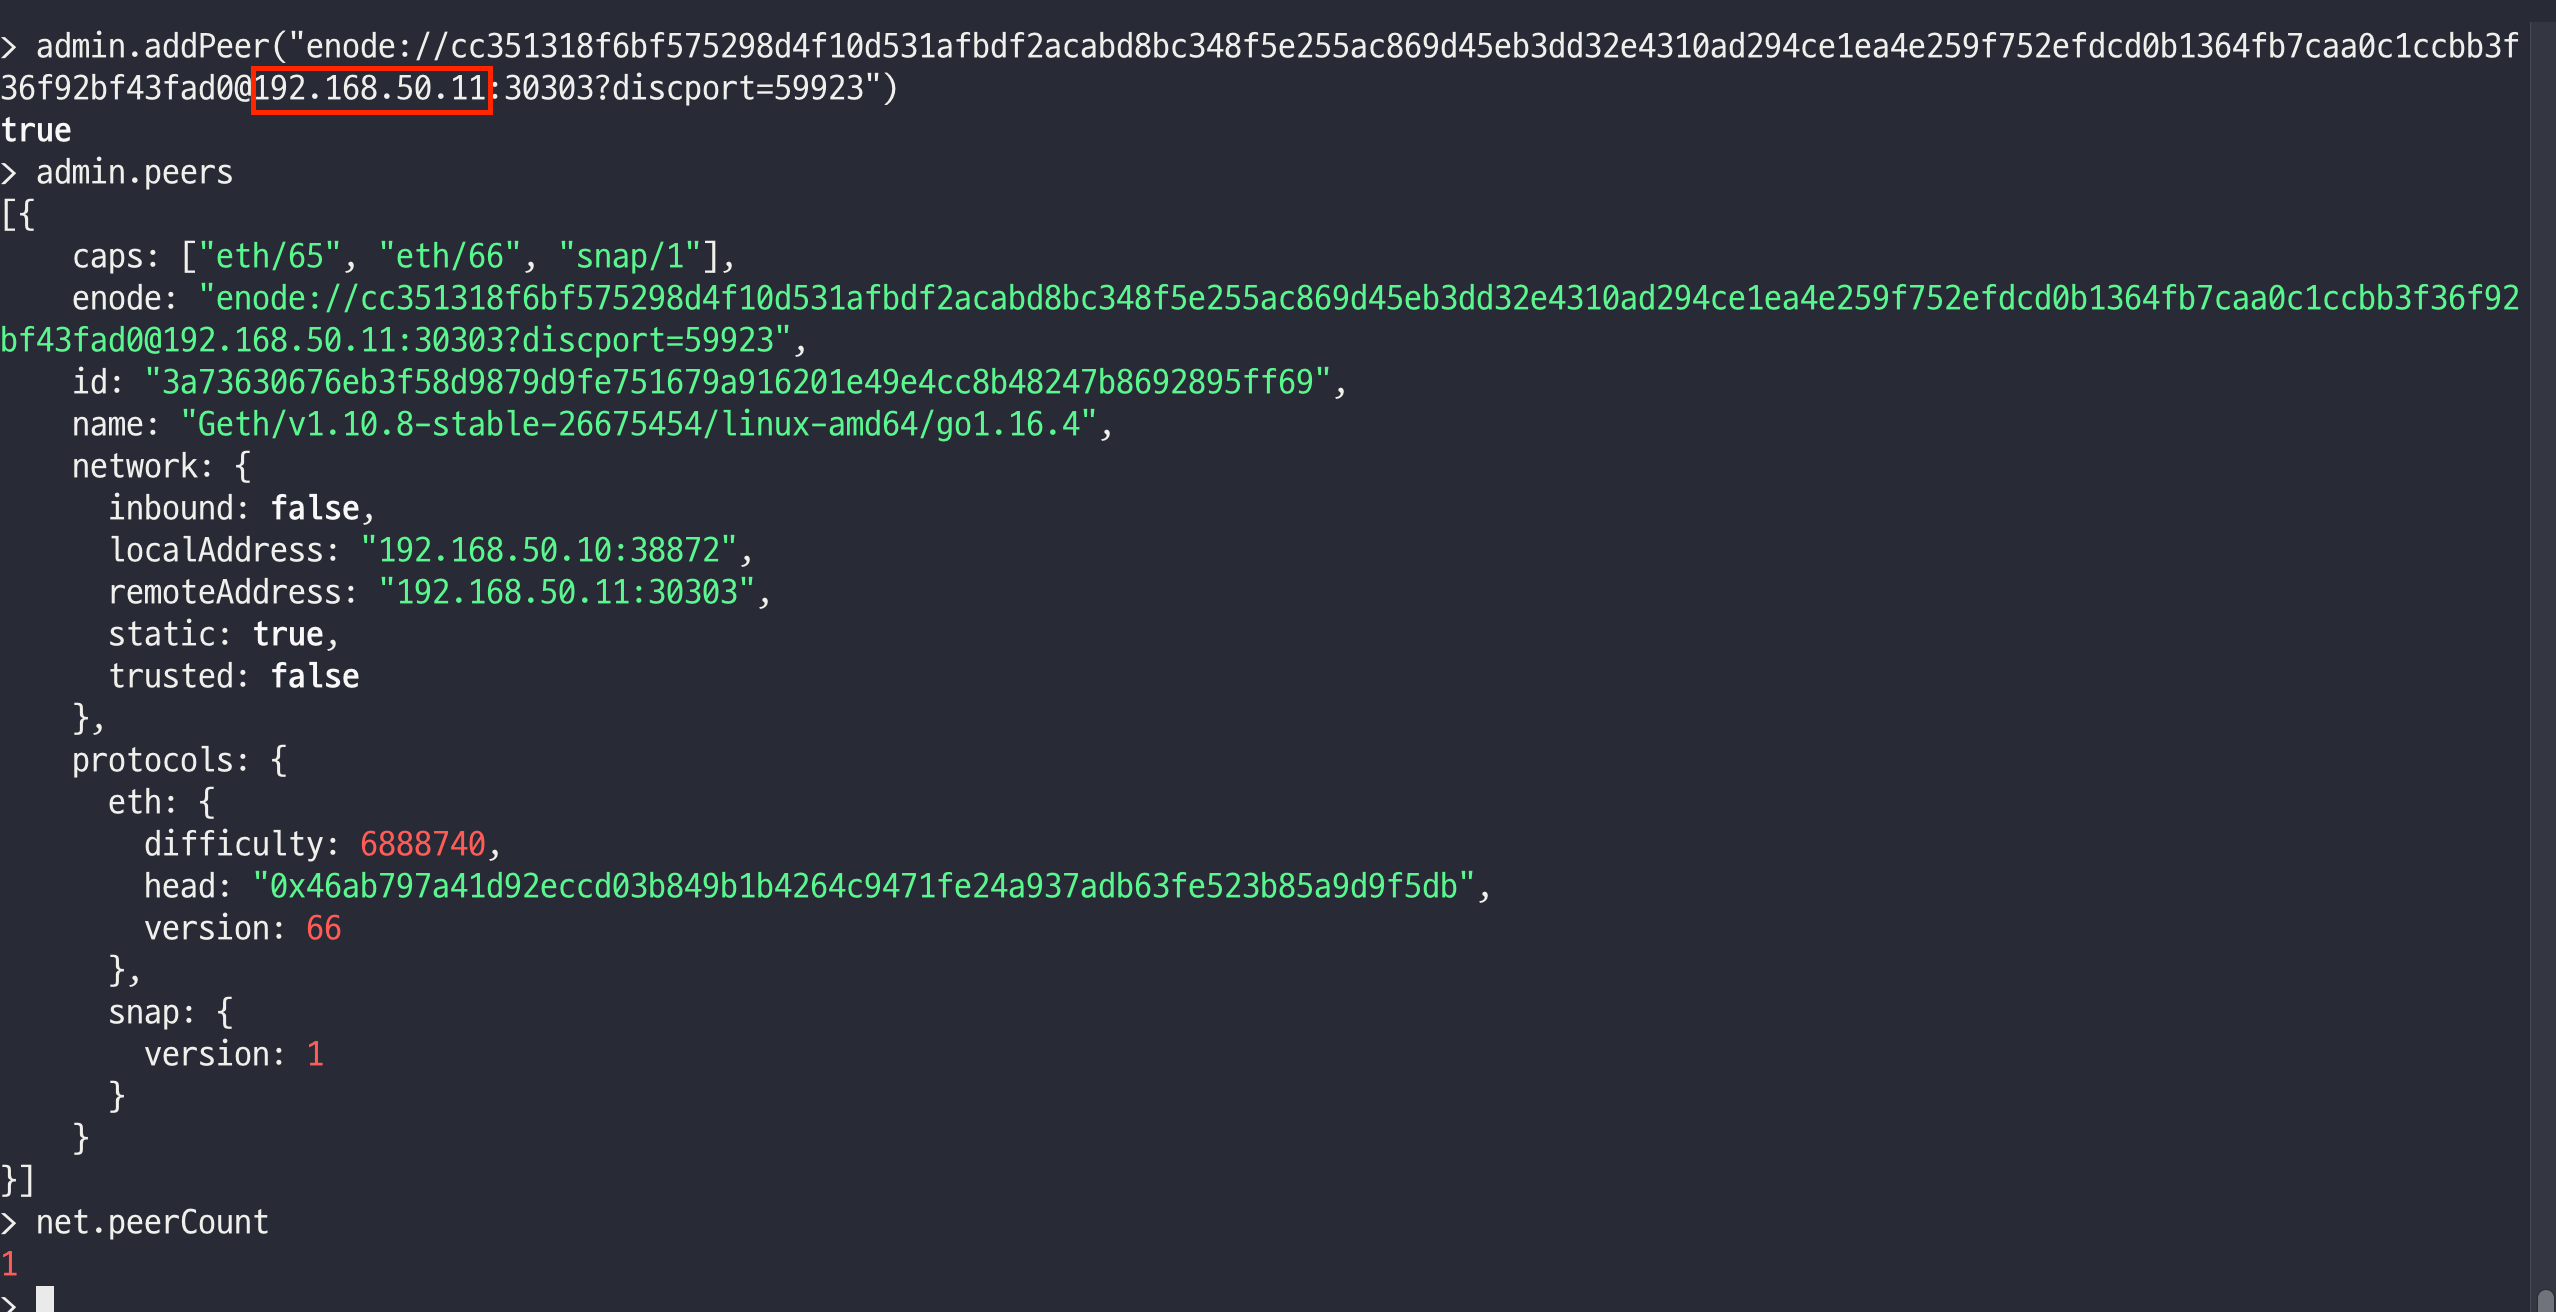 > admin.addPeer("enode://cc351318f6bf575298d4f10d531afbdf2acabd8bc348f5e255ac869d45eb3dd32e4310ad294ce1ea4e259f752efdcd0b1364fb7caa0c1ccbb3f
36f92bf43fad0@192.168.50.11:30303?discport=59923")
true
> admin.peers
[{
    caps: ["eth/65", "eth/66", "snap/1"],
    enode: "enode://cc351318f6bf575298d4f10d531afbdf2acabd8bc348f5e255ac869d45eb3dd32e4310ad294ce1ea4e259f752efdcd0b1364fb7caa0c1ccbb3f36f92
bf43fad0@192.168.50.11:30303?discport=59923",
    id: "3a73630676eb3f58d9879d9fe751679a916201e49e4cc8b48247b8692895ff69",
    name: "Geth/v1.10.8-stable-26675454/linux-amd64/go1.16.4",
    network: {
      inbound: false,
      localAddress: "192.168.50.10:38872",
      remoteAddress: "192.168.50.11:30303",
      static: true,
      trusted: false
    },
    protocols: {
      eth: {
        difficulty: 6888740,
        head: "0x46ab797a41d92eccd03b849b1b4264c9471fe24a937adb63fe523b85a9d9f5db",
        version: 66
      },
      snap: {
        version: 1
      }
    }
}]
> net.peerCount
1
>